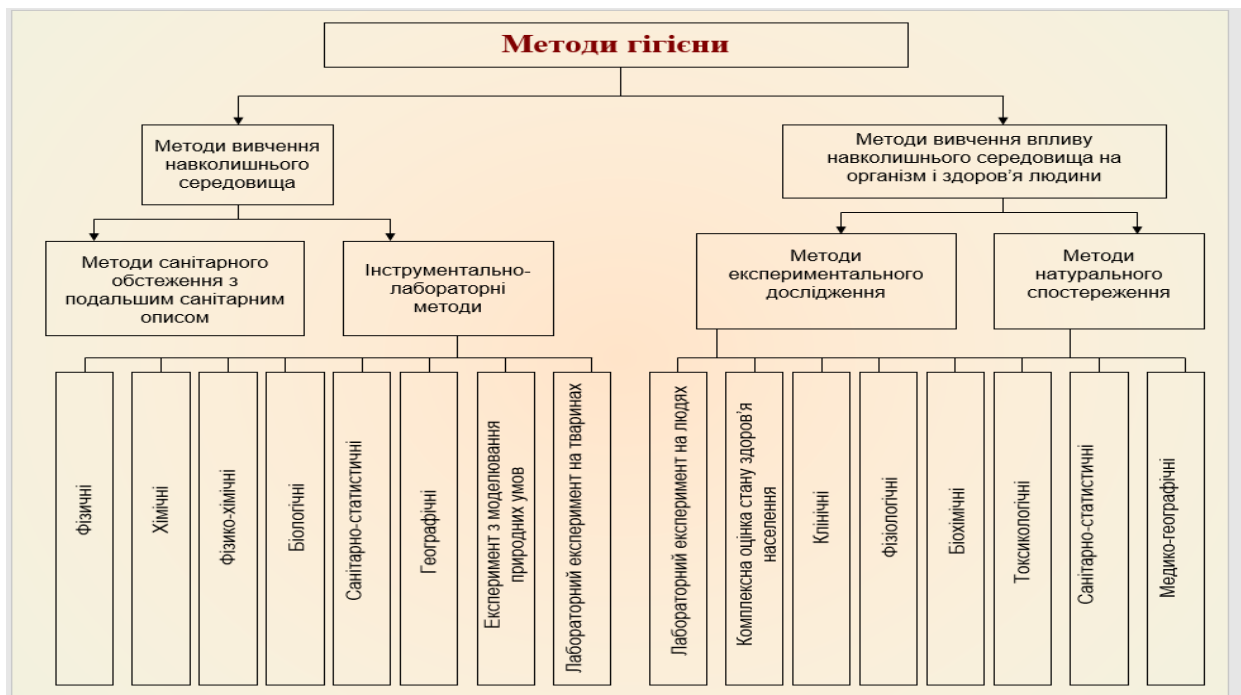 Методи гігієни
Методи вивчення
навколишнього
середовища
Методи вивчення впливу
навколишнього середовища на
організм і здоров’я людини
Методи санітарного
обстеження з
подальшим санітарним
описом
Інструментально-
лабораторні
методи
Методи
експериментального
дослідження
Методи
натурального
спостереження
Фізичні
Хімічні
Фізико-хімічні
Біологічні
Санітарно-статистичні
Географічні
Експеримент з моделювання
природних умов
Лабораторний експеримент на тваринах
Лабораторний експеримент на людях
Комплексна оцінка стану здоров’я
населення
Клінічні
Фізіологічні
Біохімічні
Токсикологічні
Санітарно-статистичні
Медико-географічні